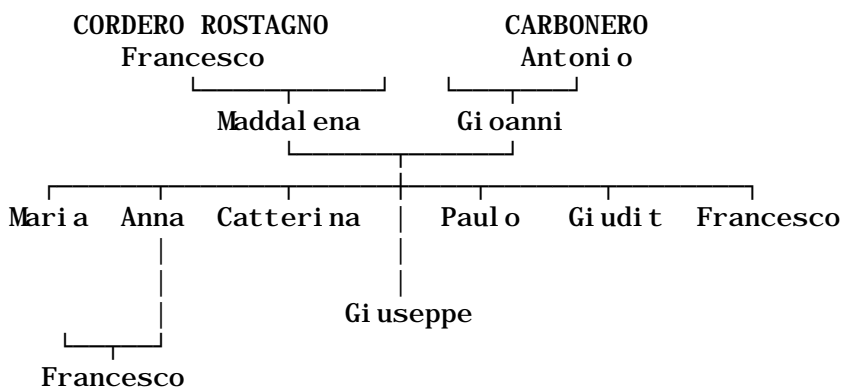 CORDERO ROSTAGNO CARBONERO
Francesco Antonio
Maddalena Gioanni
Maria Anna Catterina Paulo Giudit Francesco
Giuseppe
Francesco